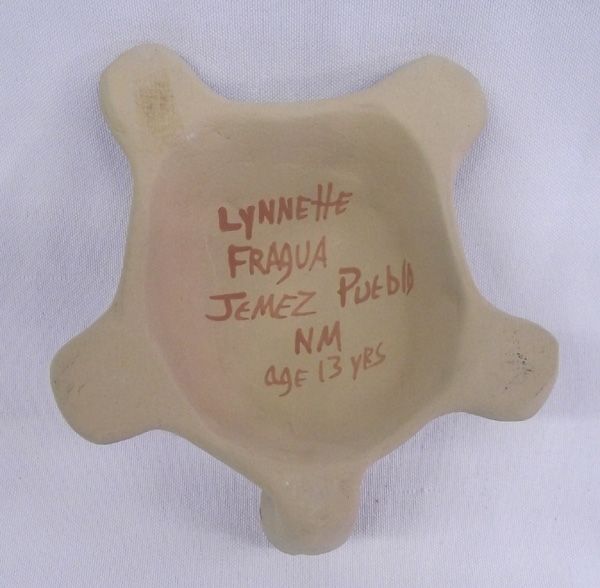 LYNNEttE
FRAgUA
JEMEZ PUEblo
NM
agE 13 YRS